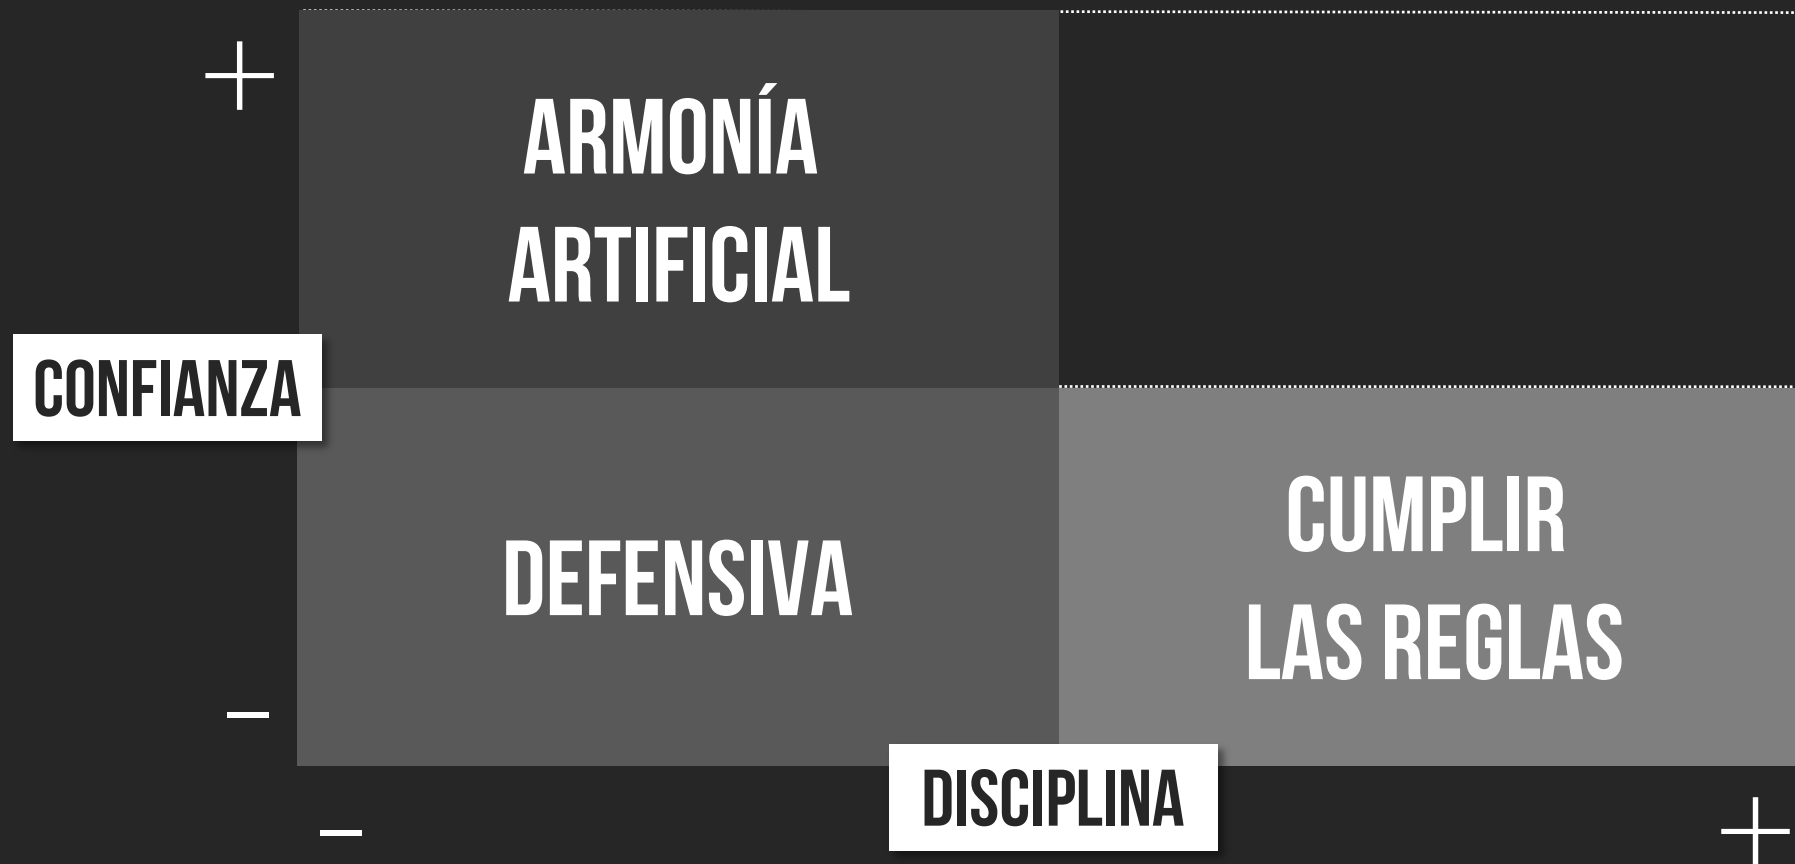 +
ARMONÍA
ARTIFICIAL
CONFIANZA
DEFENSIVA
CUMPLIR
LAS REGLAS
–
DISCIPLINA
–
+